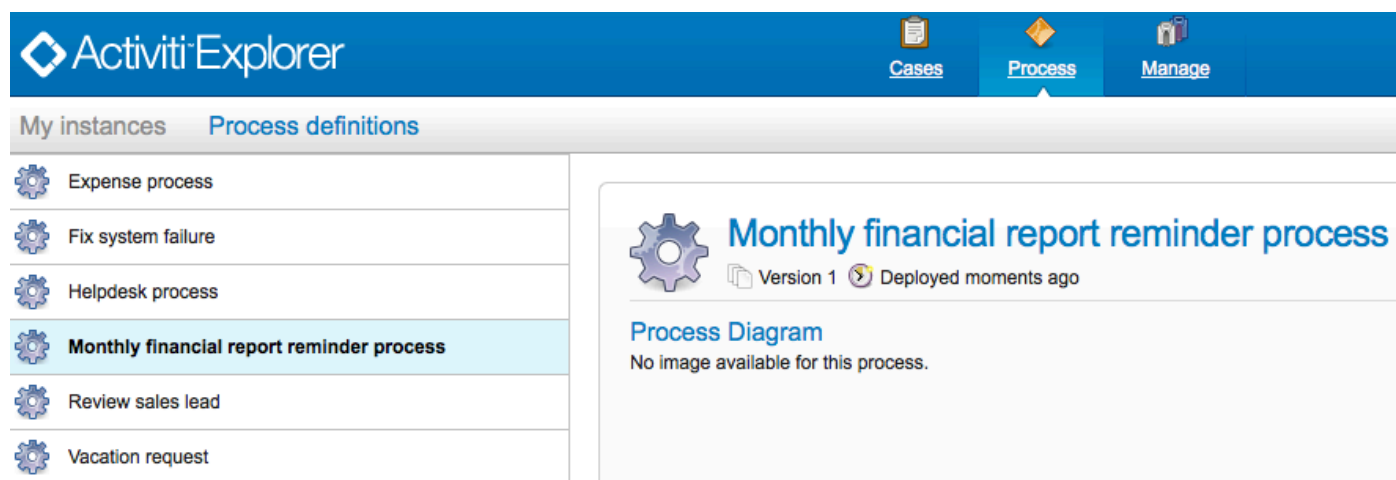 Activiti Explorer
Cases
Process
Manage
My instances
Process definitions
Expense process
Fix system failure
Helpdesk process
Monthly financial report reminder process
Review sales lead
Vacation request
Monthly financial report reminder process
Version 1 Deployed moments ago
Process Diagram
No image available for this process.